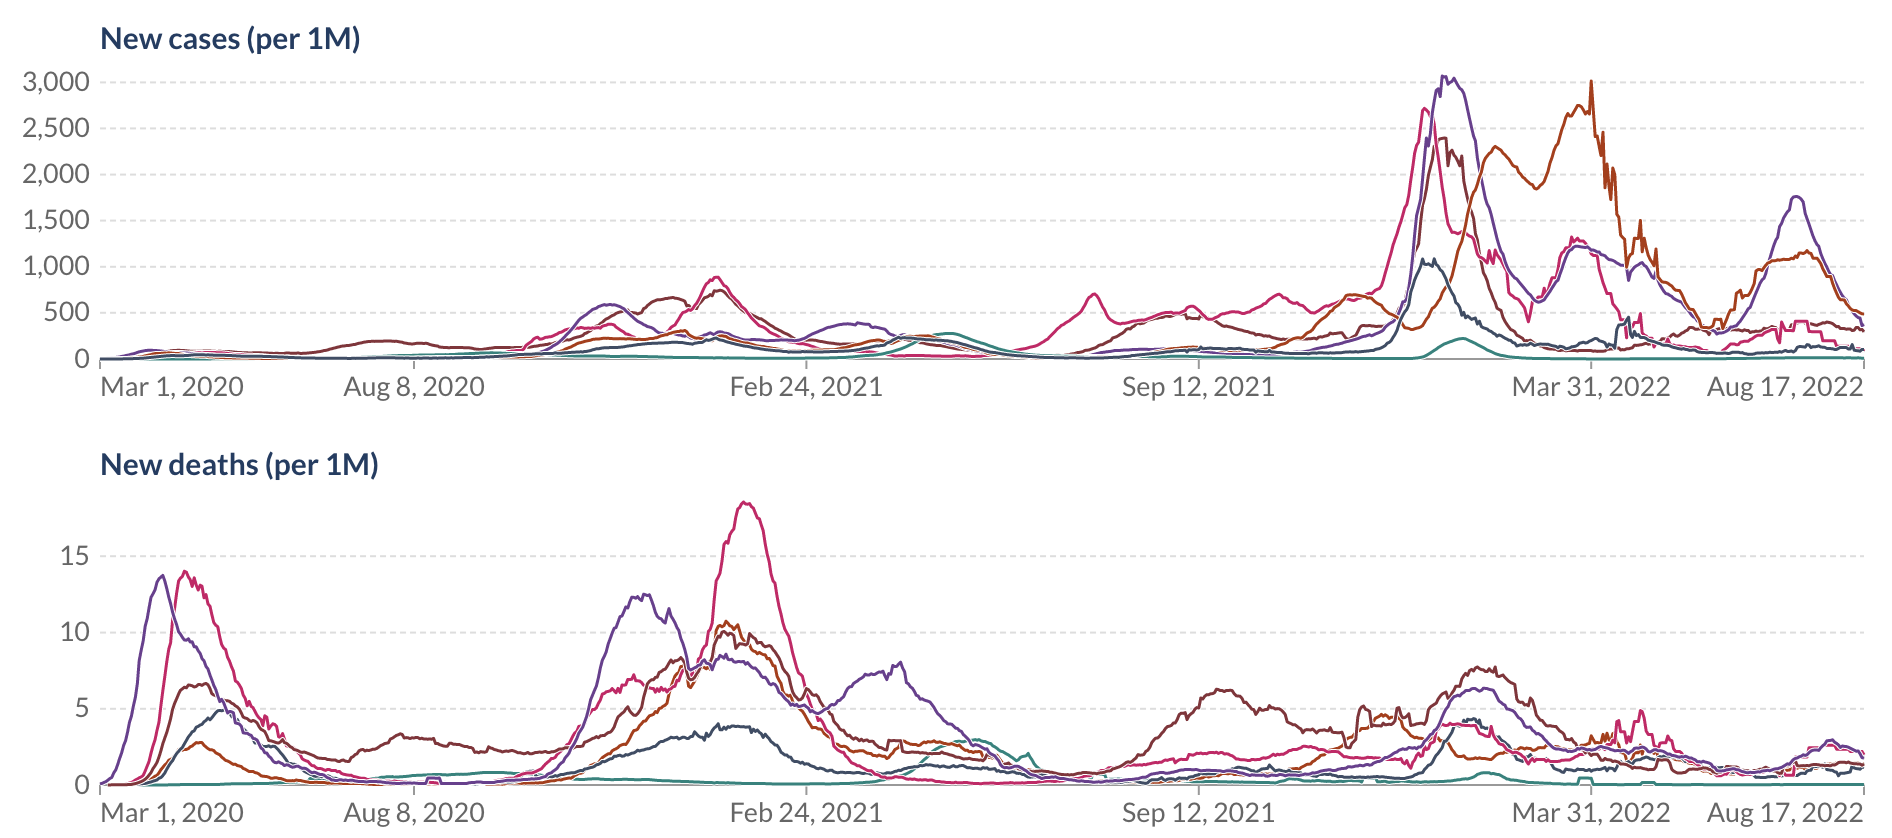 New cases (per 1M)
3,000
2,500
2,000
1,500
1,000
500
0
Mar 1, 2020 Aug 8, 2020 Feb 24, 2021 Sep 12, 2021 Mar 31, 2022 Aug 17, 2022
New deaths (per 1M)
15
10
5
0
Mar 1, 2020 Aug 8, 2020 Feb 24, 2021 Sep 12, 2021 Mar 31, 2022 Aug 17, 2022